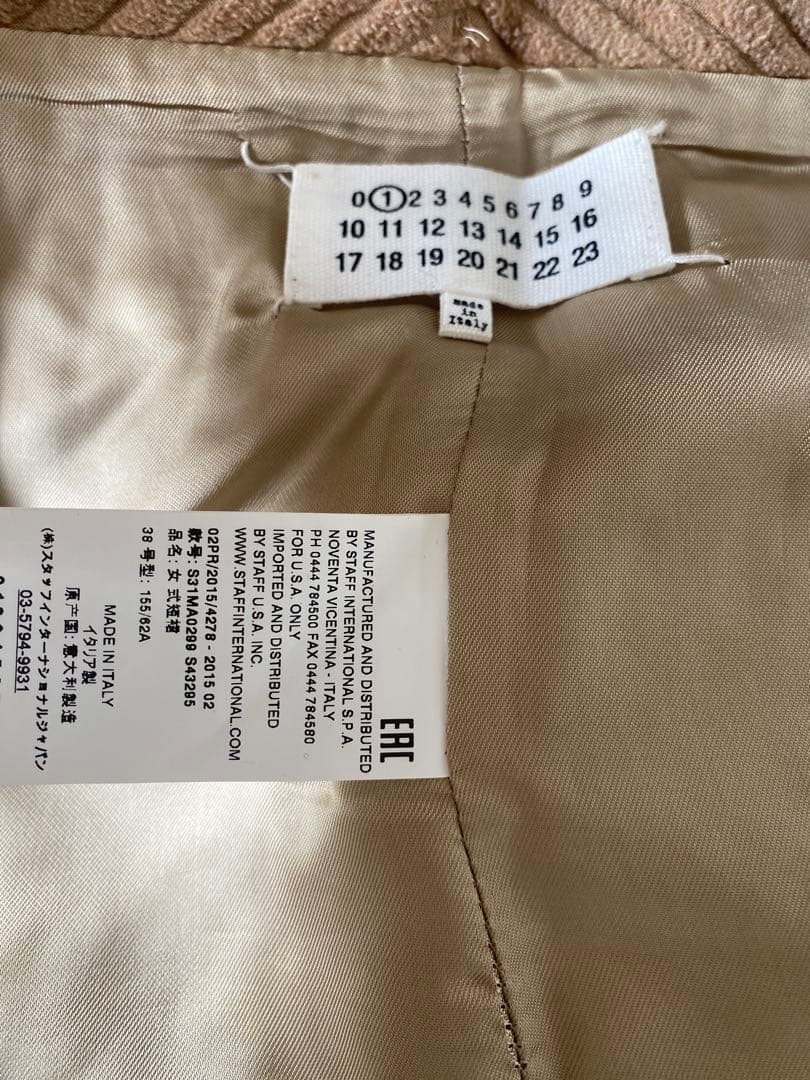 0 1 2 3 4 5 6 7 8 9
10 11 12 13 14 15 16
17 18 19 20 21 22 23
made
in
Italy
EAC
MANUFACTURED AND DISTRIBUTED
BY STAFF INTERNATIONAL S.P.A.
NOVENTA VICENTINA - ITALY
PH 0444 784500 FAX 0444 784580
FOR U.S.A. ONLY
IMPORTED AND DISTRIBUTED
BY STAFF U.S.A. INC.
WWW.STAFFINTERNATIONAL.COM
02PR/2015/4278 - 2015 02
款号: S31MA0299 S43295
品名: 女式短裙
38 号型: 155/62A
MADE IN ITALY
イタリア製
原产国: 意大利製造
(株)スタッフインターナショナルジャパン
03-5794-9931